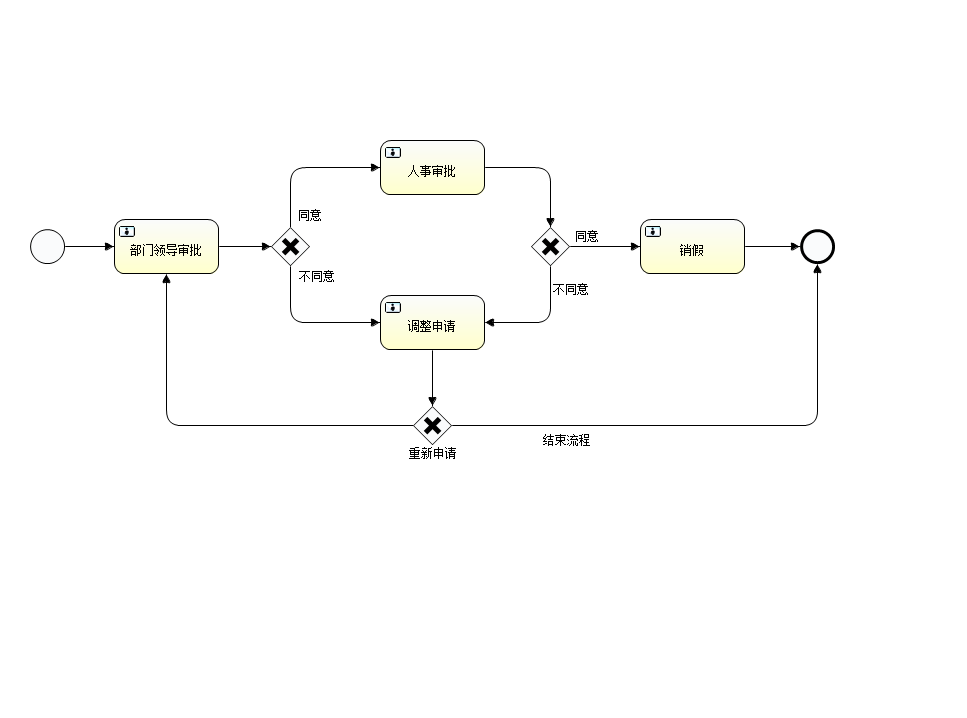 人事审批
同意
部门领导审批
同意
销假
不同意
不同意
调整申请
结束流程
重新申请